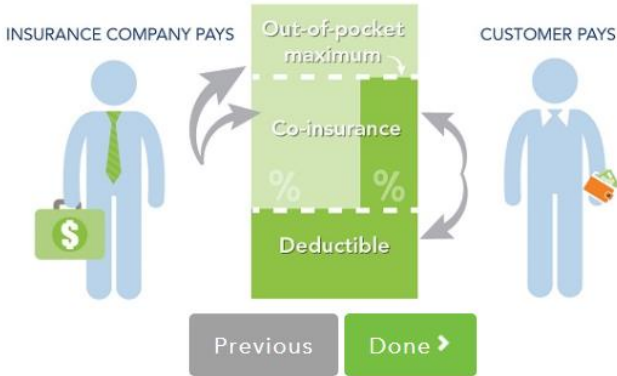 INSURANCE COMPANY PAYS
Out-of-pocket
maximum
CUSTOMER PAYS
Co-insurance
% %
$
Deductible
Previous
Done >